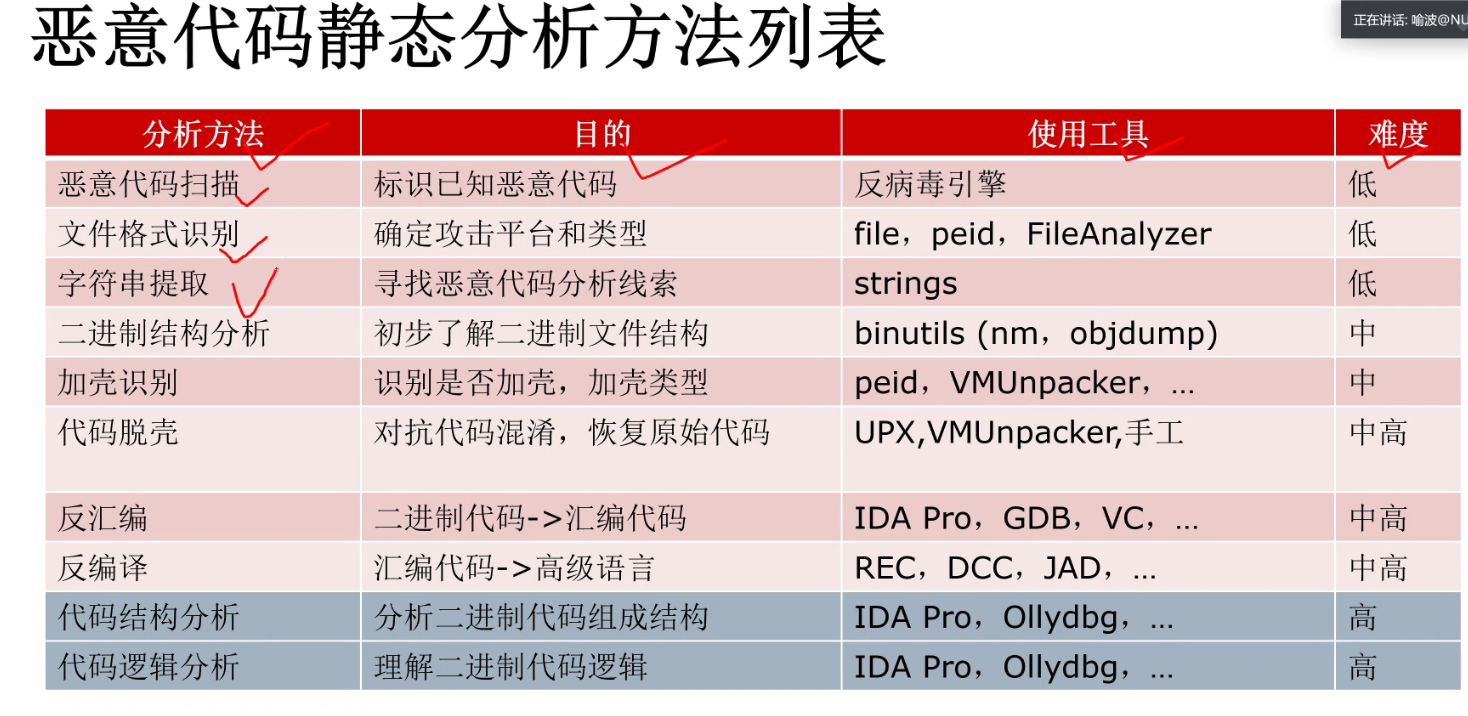 恶意代码静态分析方法列表
正在讲话: 喻波@NU
分析方法 目的 使用工具 难度
恶意代码扫描 标识已知恶意代码 反病毒引擎 低
文件格式识别 确定攻击平台和类型 file，peid，FileAnalyzer 低
字符串提取 寻找恶意代码分析线索 strings 低
二进制结构分析 初步了解二进制文件结构 binutils (nm，objdump) 中
加壳识别 识别是否加壳，加壳类型 peid，VMUnpacker，… 中
代码脱壳 对抗代码混淆，恢复原始代码 UPX,VMUnpacker,手工 中高
反汇编 二进制代码->汇编代码 IDA Pro，GDB，VC，… 中高
反编译 汇编代码->高级语言 REC，DCC，JAD，… 中高
代码结构分析 分析二进制代码组成结构 IDA Pro，Ollydbg，… 高
代码逻辑分析 理解二进制代码逻辑 IDA Pro，Ollydbg，… 高